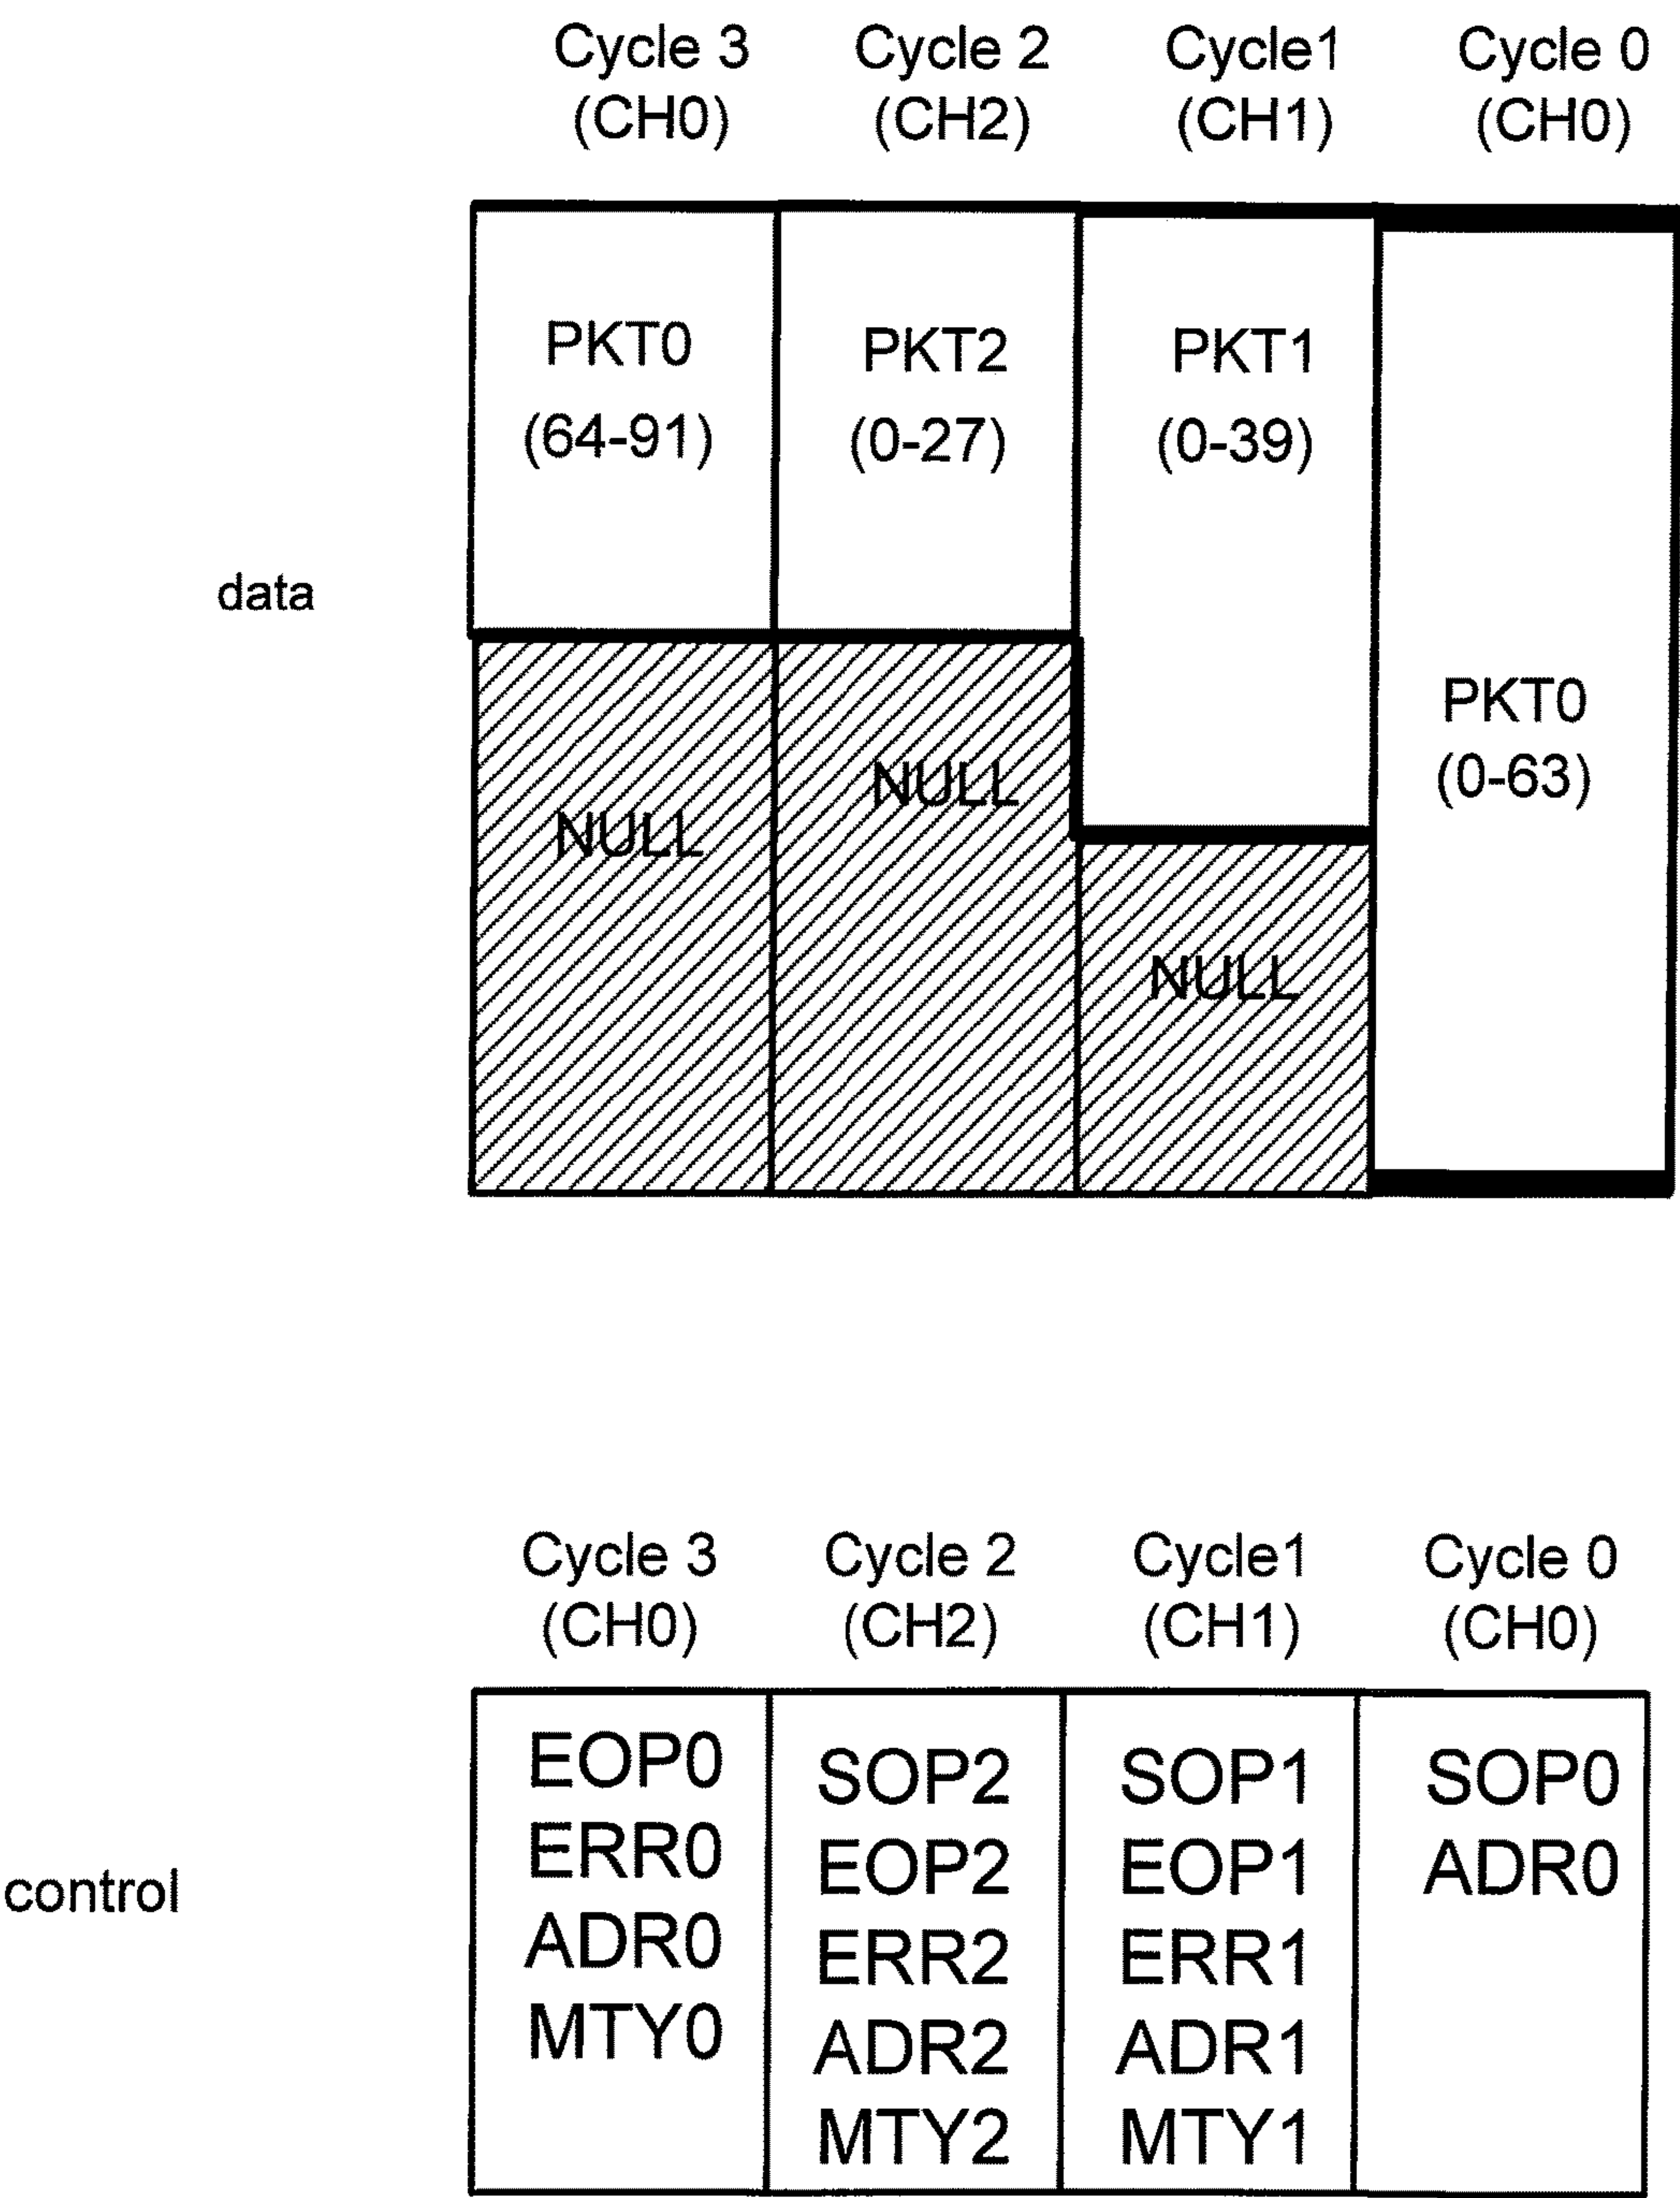 Cycle 3 Cycle 2 Cycle1 Cycle 0
(CH0) (CH2) (CH1) (CH0)
PKT0 PKT2 PKT1
(64-91) (0-27) (0-39)
data
PKT0
(0-63)
NULL
NULL
NULL
Cycle 3 Cycle 2 Cycle1 Cycle 0
(CH0) (CH2) (CH1) (CH0)
EOP0 SOP2 SOP1 SOP0
ERR0 EOP2 EOP1 ADR0
control
ADR0 ERR2 ERR1
MTY0 ADR2 ADR1
MTY2 MTY1